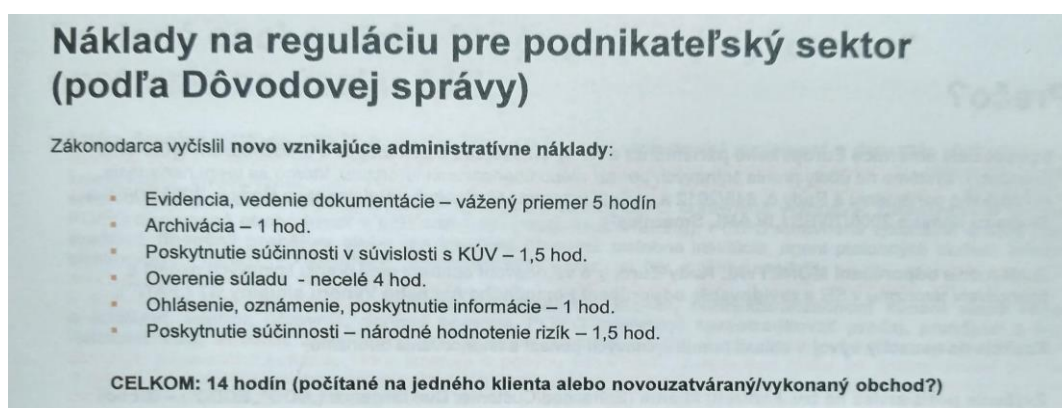 Náklady na reguláciu pre podnikateľský sektor
(podľa Dôvodovej správy)
Zákonodarca vyčíslil novo vznikajúce administratívne náklady:
▪ Evidencia, vedenie dokumentácie – vážený priemer 5 hodín
▪ Archivácia – 1 hod.
▪ Poskytnutie súčinnosti v súvislosti s KÚV – 1,5 hod.
▪ Overenie súladu - necelé 4 hod.
▪ Ohlásenie, oznámenie, poskytnutie informácie – 1 hod.
▪ Poskytnutie súčinnosti – národné hodnotenie rizík – 1,5 hod.
CELKOM: 14 hodín (počítané na jedného klienta alebo novouzatváraný/vykonaný obchod?)